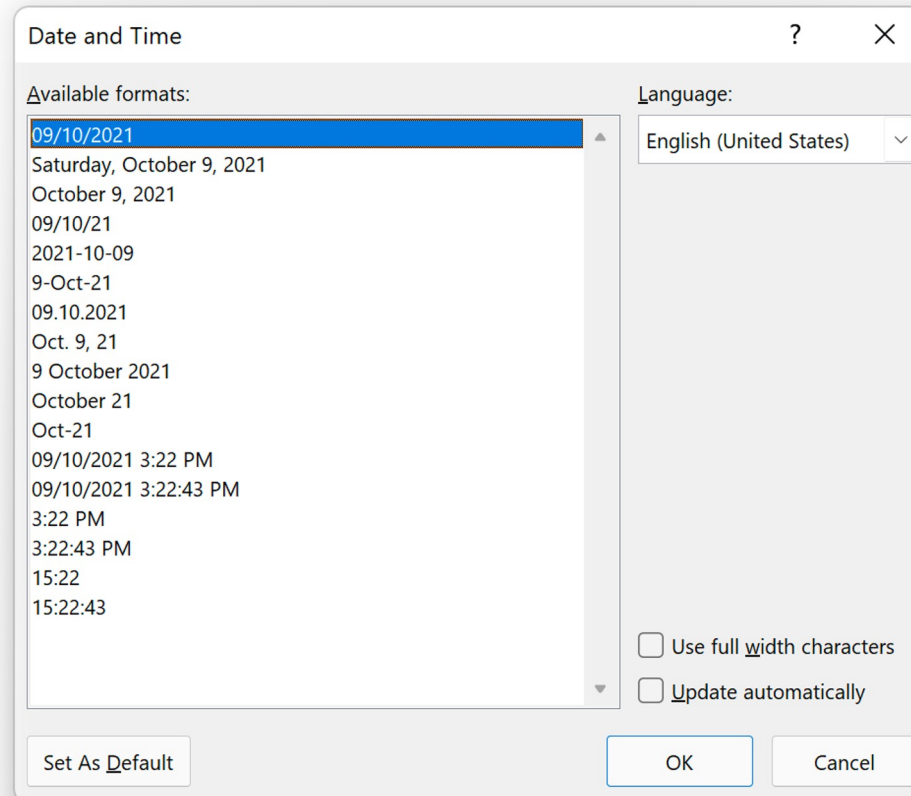 Date and Time
?
Available formats:
Language:
09/10/2021
English (United States)
Saturday, October 9, 2021
October 9, 2021
09/10/21
2021-10-09
9-Oct-21
09.10.2021
Oct. 9, 21
9 October 2021
October 21
Oct-21
09/10/2021 3:22 PM
09/10/2021 3:22:43 PM
3:22 PM
3:22:43 PM
15:22
15:22:43
Use full width characters
Update automatically
Set As Default
OK
Cancel